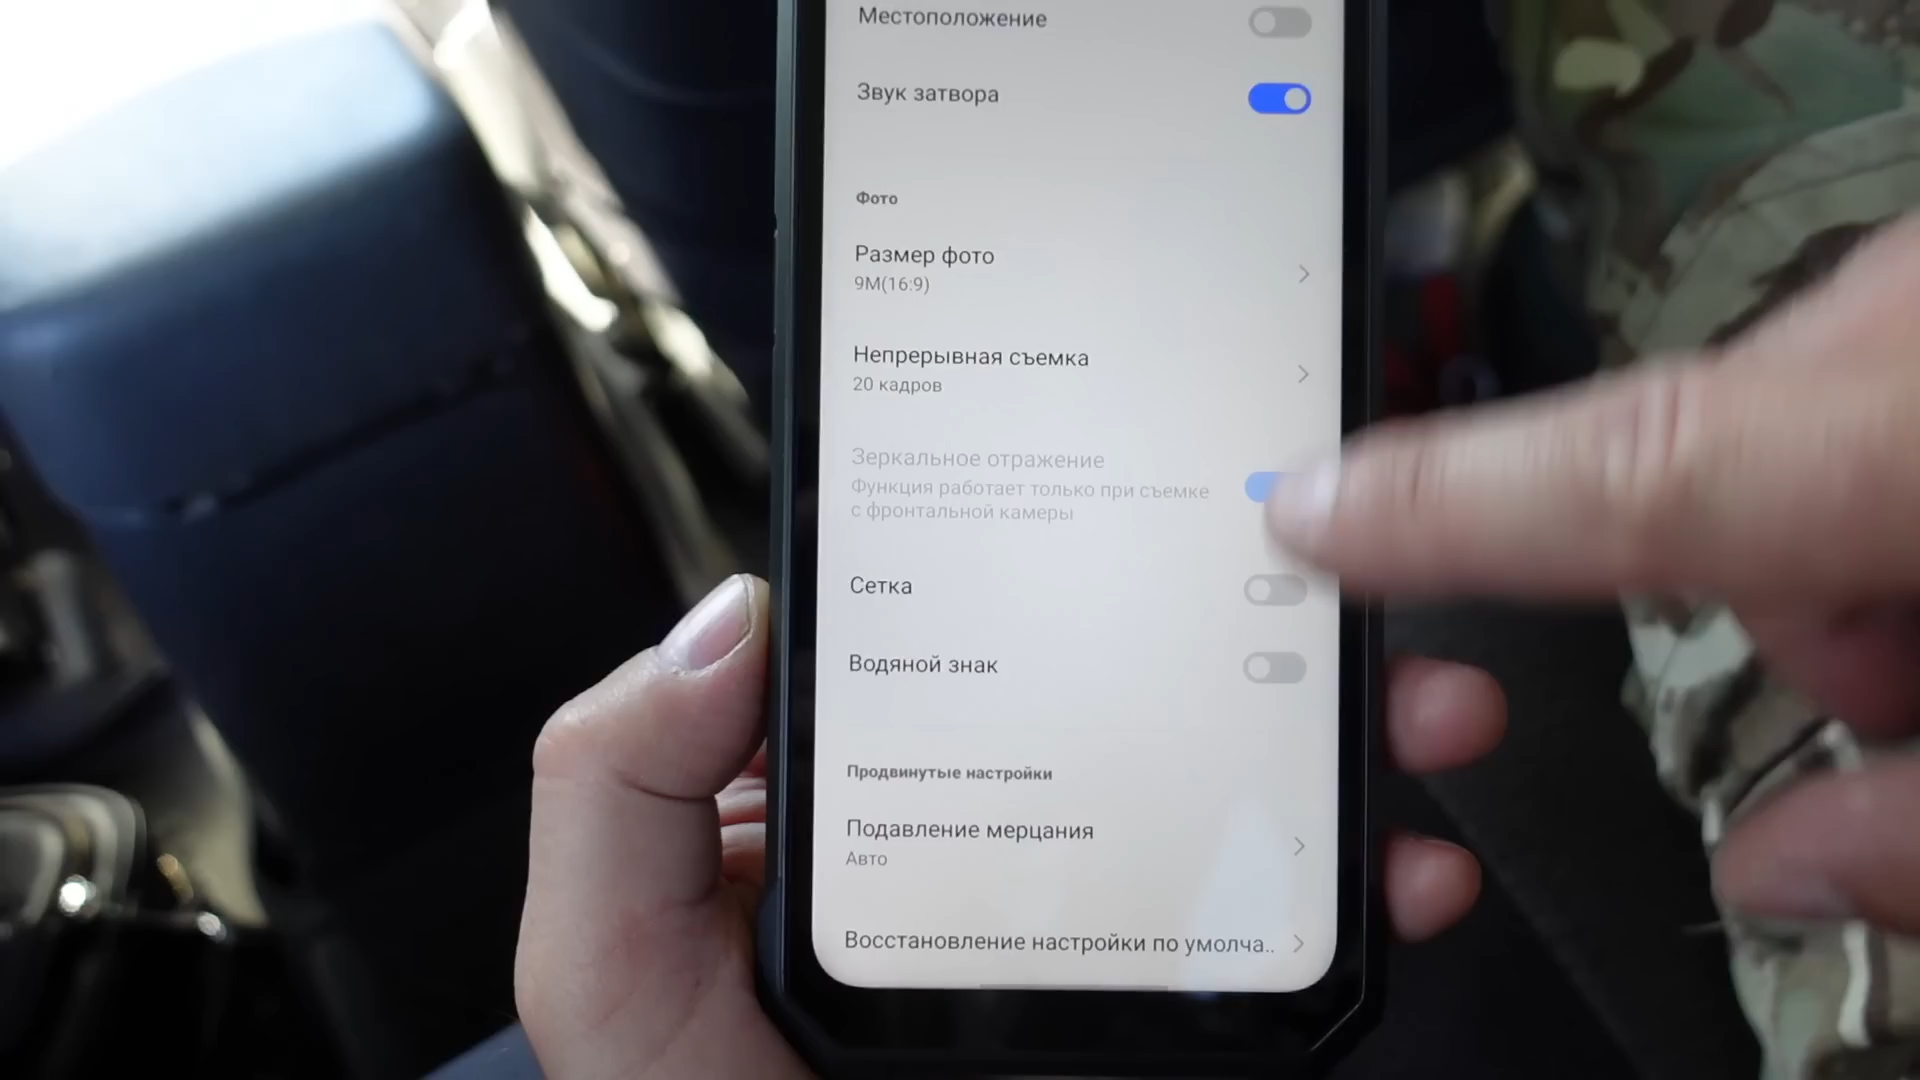 Местоположение
Звук затвора
Фото
Размер фото
9M(16:9)
Непрерывная съемка
20 кадров
Зеркальное отражение
Функция работает только при съемке
с фронтальной камеры
Сетка
Водяной знак
Продвинутые настройки
Подавление мерцания
Авто
Восстановление настройки по умолча..